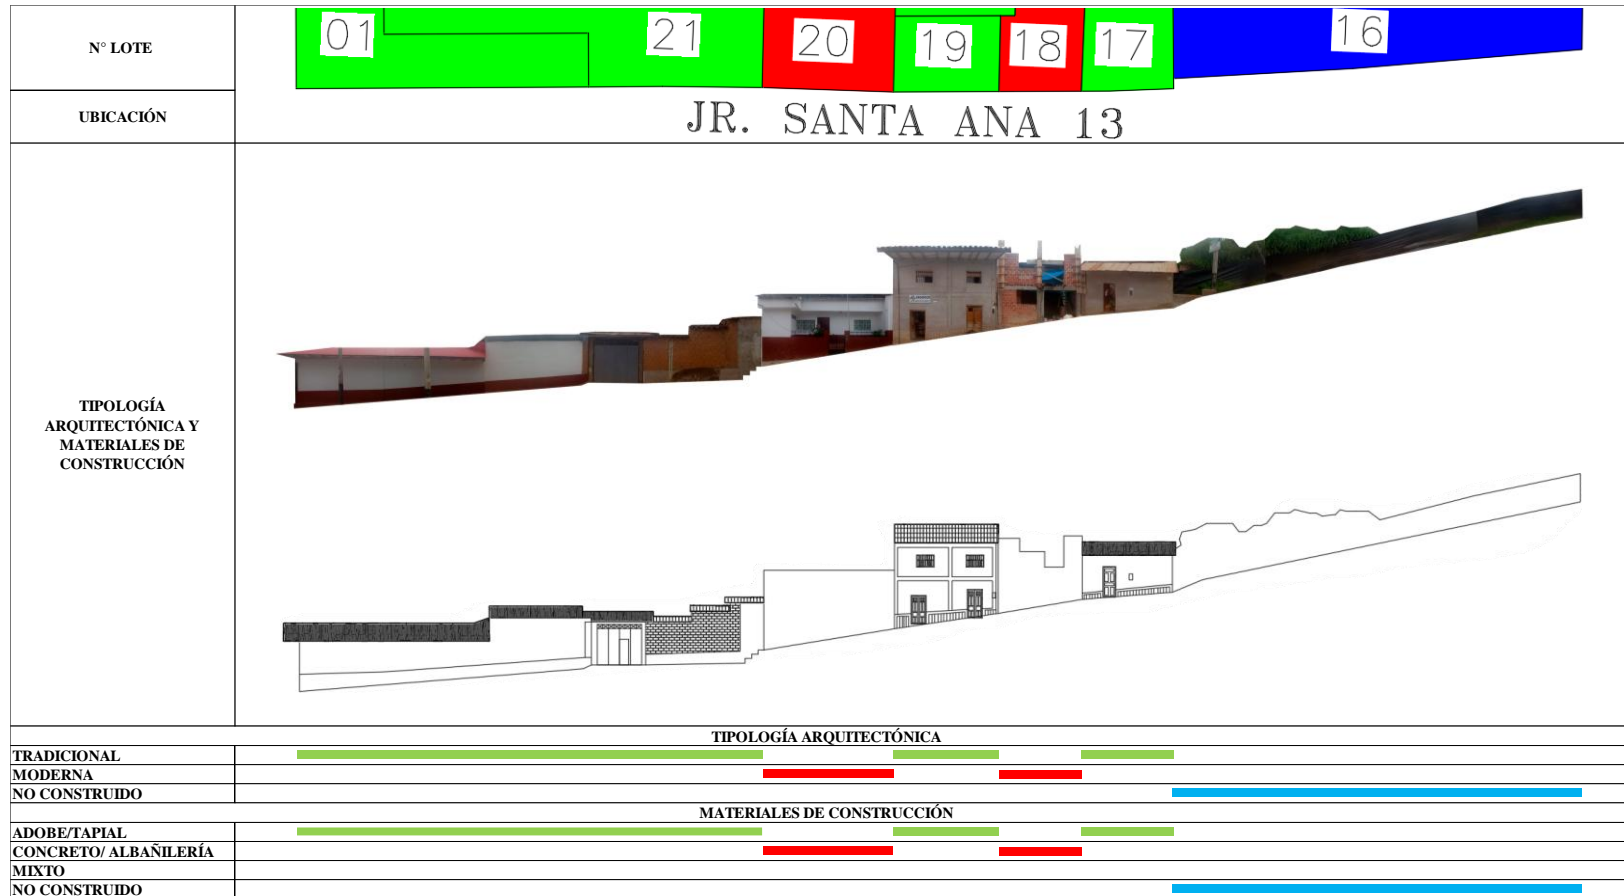 N° LOTE
01 21 20 19 18 17 16
UBICACIÓN
JR. SANTA ANA 13
TIPOLOGÍA
ARQUITECTÓNICA Y
MATERIALES DE
CONSTRUCCIÓN
TIPOLOGÍA ARQUITECTÓNICA
TRADICIONAL
MODERNA
NO CONSTRUIDO
MATERIALES DE CONSTRUCCIÓN
ADOBE/TAPIAL
CONCRETO/ ALBAÑILERÍA
MIXTO
NO CONSTRUIDO